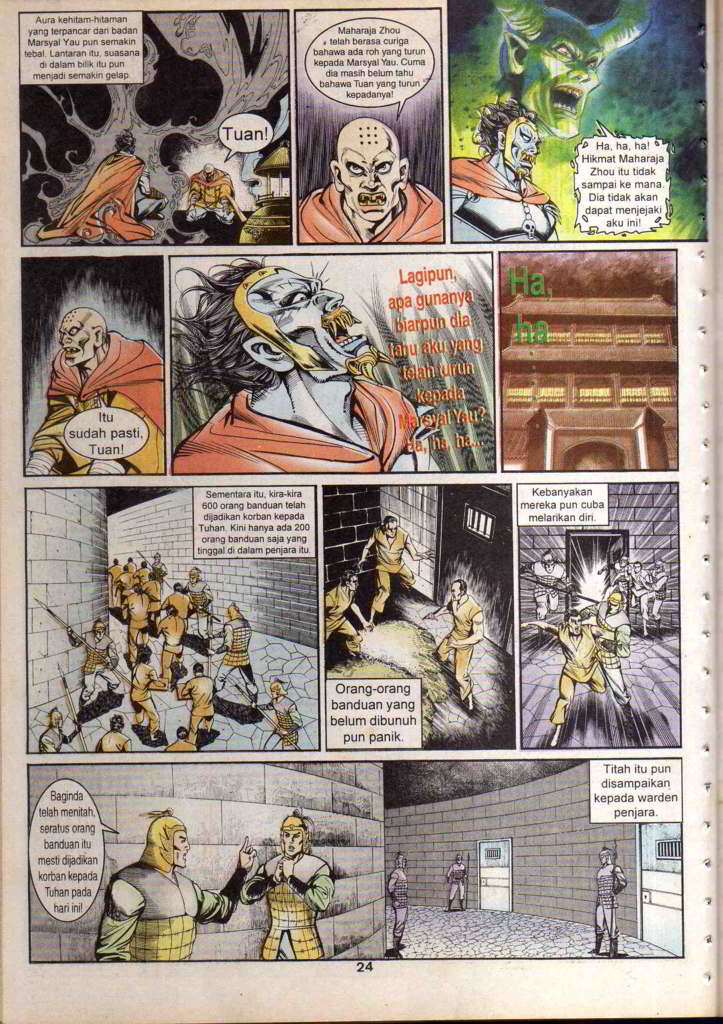 Aura kehitam-hitaman
yang terpancar dari badan
Marsyal Yau pun semakin
tebal. Lantaran itu, suasana
di dalam bilik itu pun
menjadi semakin gelap.
Tuan!
Maharaja Zhou
telah berasa curiga
bahawa ada roh yang turun
kepada Marsyal Yau. Cuma
dia masih belum tahu
bahawa Tuan yang turun
kepadanya!
Ha, ha, ha!
Hikmat Maharaja
Zhou itu tidak
sampai ke mana.
Dia tidak akan
dapat menjejaki
aku ini!
Itu
sudah pasti,
Tuan!
Lagipun,
apa gunanya
biarpun dia
tahu aku yang
telah turun
kepada
Marsyal Yau?
Ha, ha, ha...
Ha,
ha
Sementara itu, kira-kira
600 orang banduan telah
dijadikan korban kepada
Tuhan. Kini hanya ada 200
orang banduan saja yang
tinggal di dalam penjara itu.
Orang-orang
banduan yang
belum dibunuh
pun panik.
Kebanyakan
mereka pun cuba
melarikan diri.
Baginda
telah menitah,
seratus orang
banduan itu
mesti dijadikan
korban kepada
Tuhan pada
hari ini!
Titah itu pun
disampaikan
kepada warden
penjara.
24